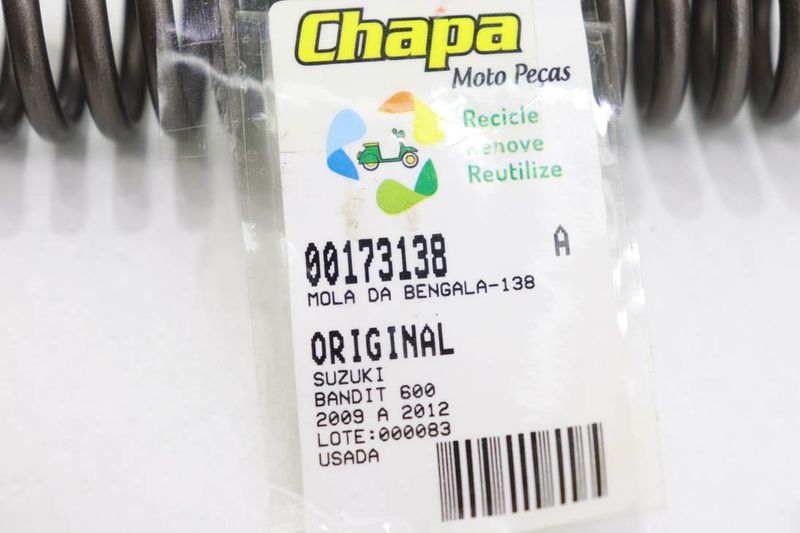 Chapa
Moto Peças
Recicle
Renove
Reutilize
00173138 A
MOLA DA BENGALA-138
ORIGINAL
SUZUKI
BANDIT 600
2009 A 2012
LOTE:000083
USADA